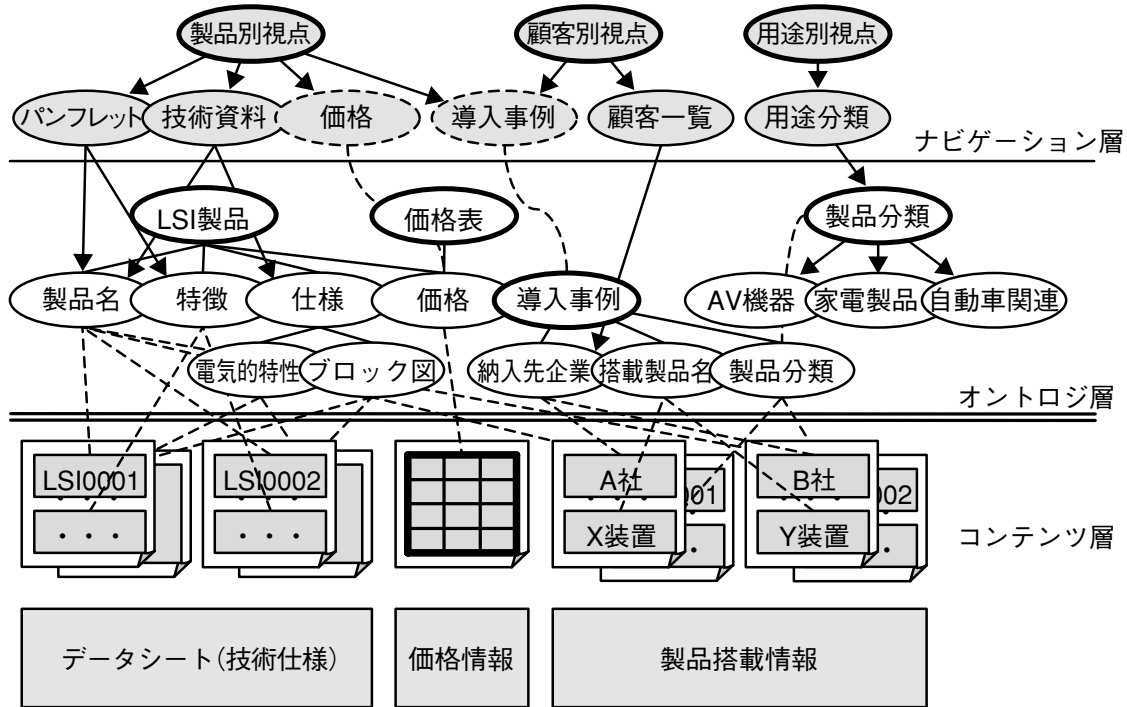 製品別視点
顧客別視点
用途別視点
パンフレット
技術資料
価格
導入事例
顧客一覧
用途分類
ナビゲーション層
LSI製品
価格表
製品分類
製品名
特徴
仕様
価格
導入事例
AV機器
家電製品
自動車関連
電気的特性
ブロック図
納入先企業
搭載製品名
製品分類
オントロジ層
LSI0001
・・・
LSI0002
・・・
A社
X装置
001
B社
Y装置
002
コンテンツ層
データシート(技術仕様)
価格情報
製品搭載情報